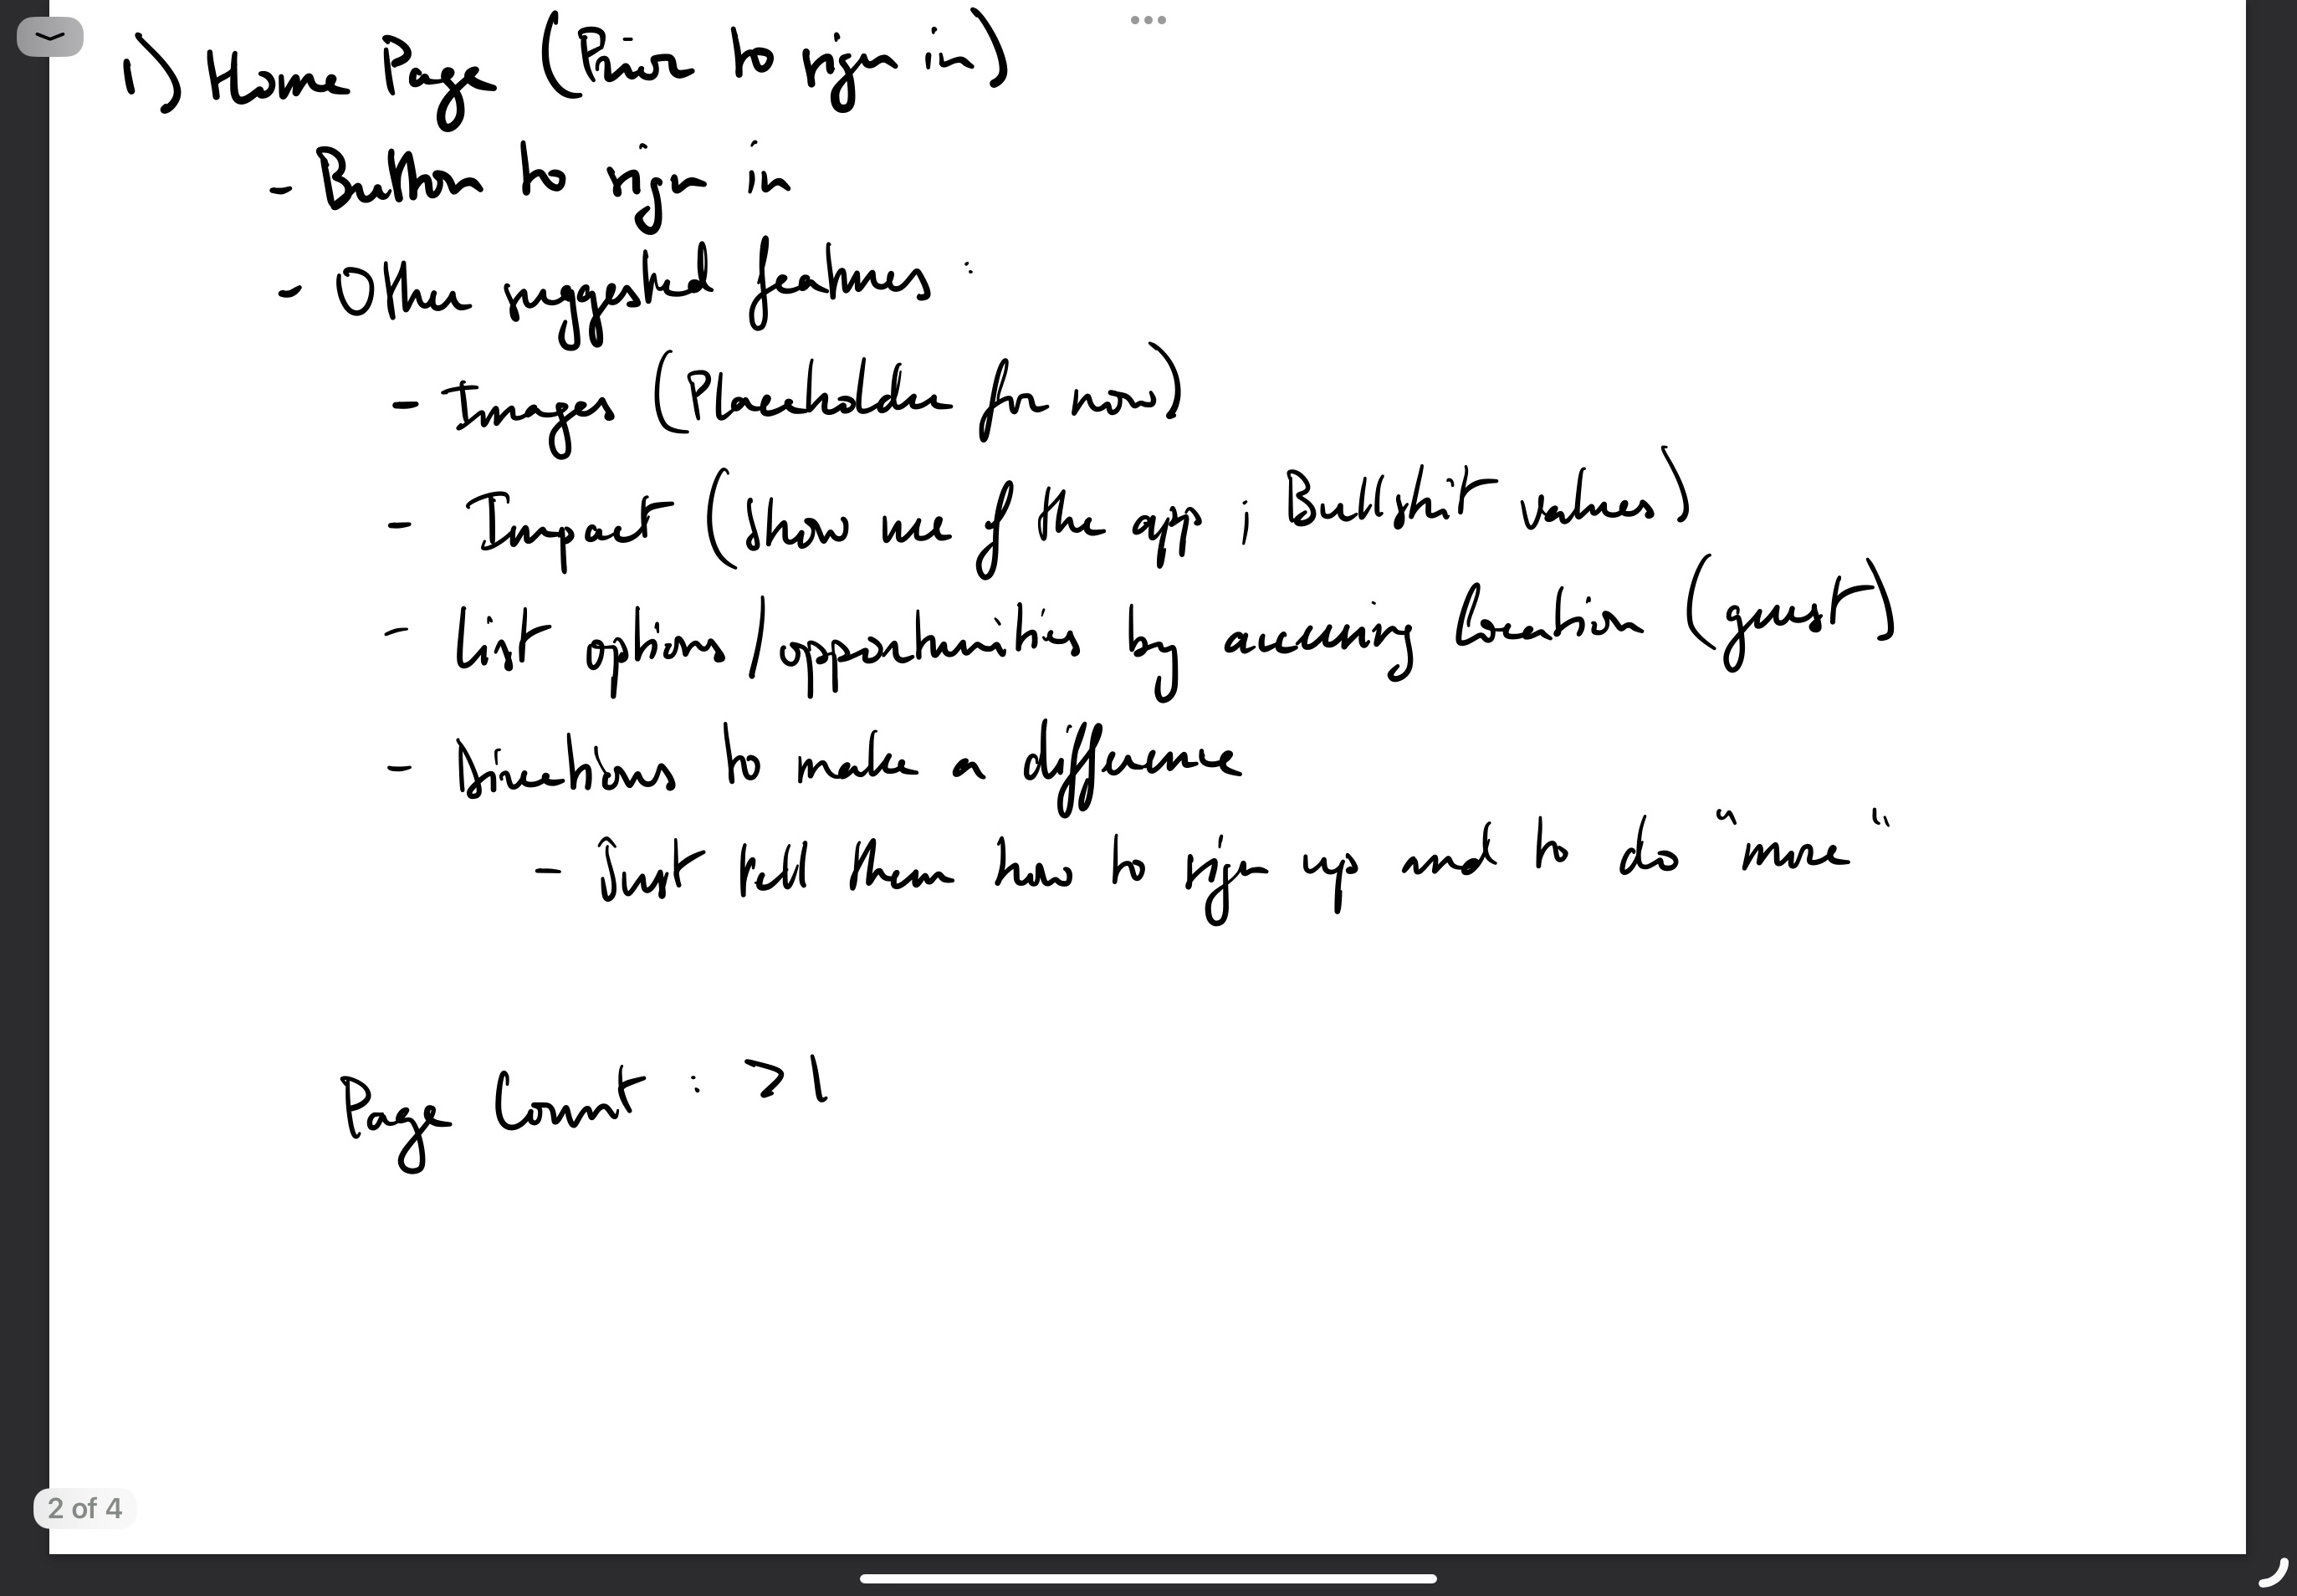 1) Home Page (Prior to sign in)
- Button to sign in
- Other suggested features :
- Images (Placeholder for now)
- Impact (Show use of the app ; Bullshit values)
- List options / opportunities by accessing location (guest)
- Directions to make a difference
- Just tell them how to sign up and to do "more"
Page Count : >1
2 of 4